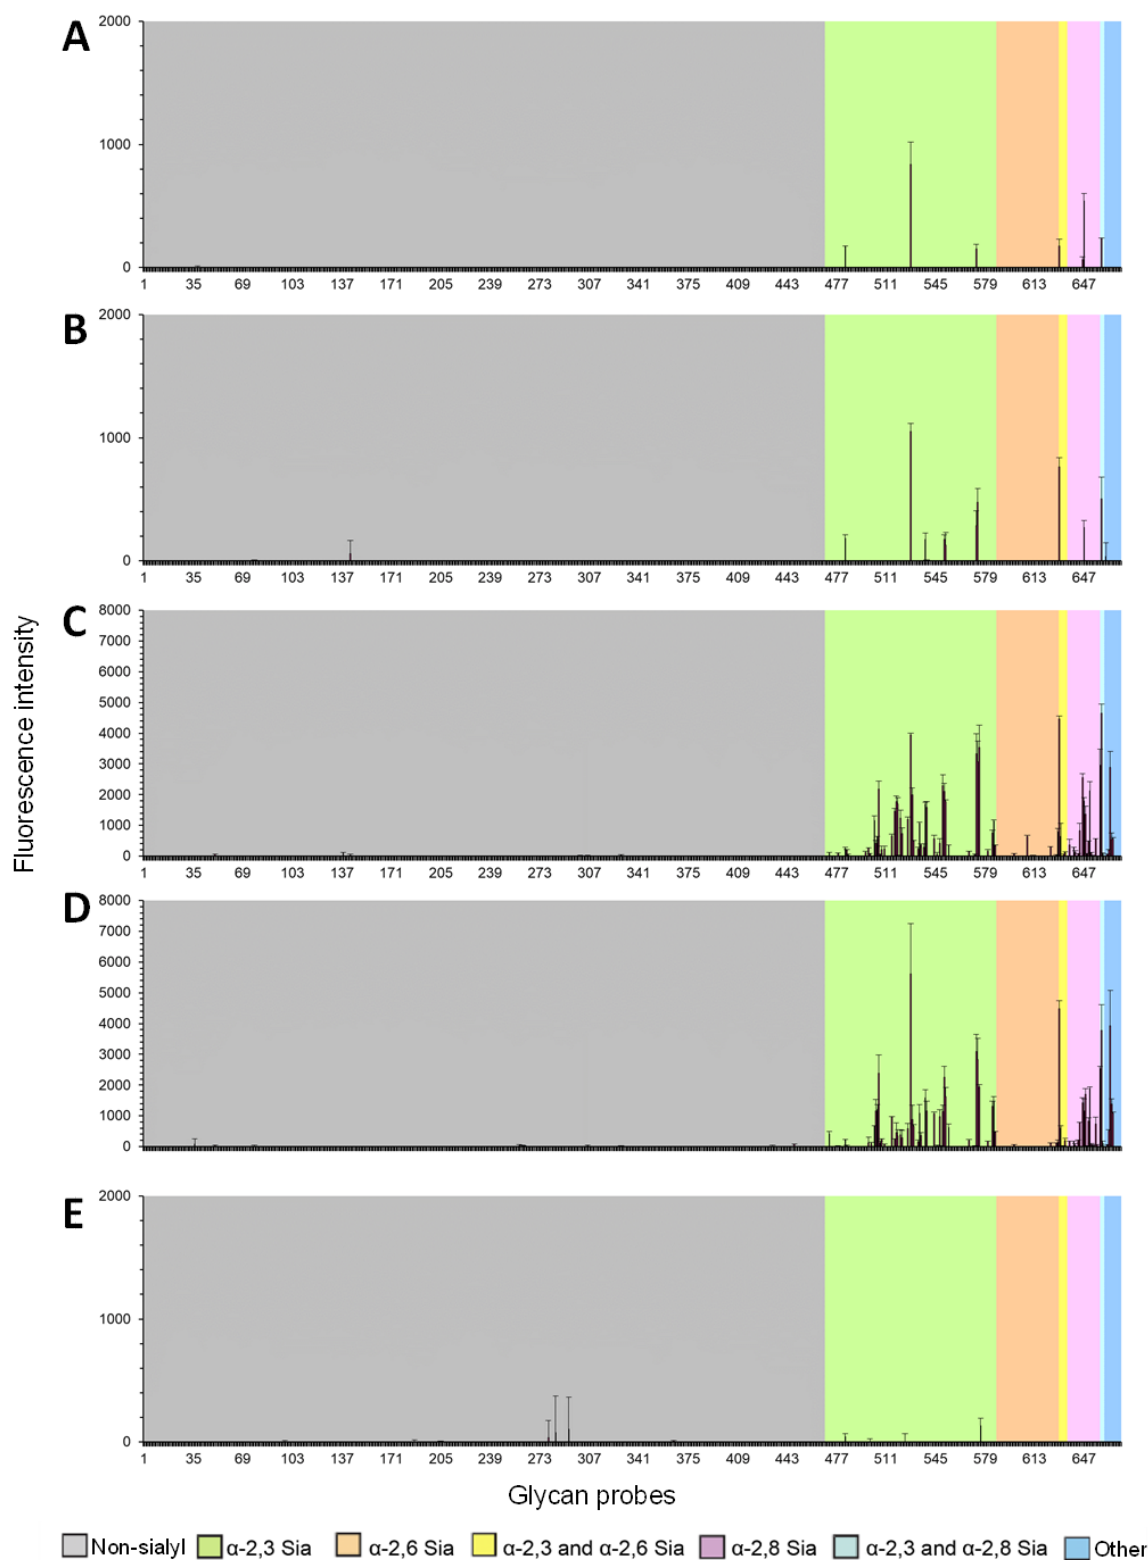 A
2000
1000
0
1 35 69 103 137 171 205 239 273 307 341 375 409 443 477 511 545 579 613 647
B
2000
1000
0
1 35 69 103 137 171 205 239 273 307 341 375 409 443 477 511 545 579 613 647
Fluorescence intensity
C
8000
7000
6000
5000
4000
3000
2000
1000
0
1 35 69 103 137 171 205 239 273 307 341 375 409 443 477 511 545 579 613 647
D
8000
7000
6000
5000
4000
3000
2000
1000
0
1 35 69 103 137 171 205 239 273 307 341 375 409 443 477 511 545 579 613 647
E
2000
1000
0
1 35 69 103 137 171 205 239 273 307 341 375 409 443 477 511 545 579 613 647
Glycan probes
Non-sialyl α-2,3 Sia α-2,6 Sia α-2,3 and α-2,6 Sia α-2,8 Sia α-2,3 and α-2,8 Sia Other